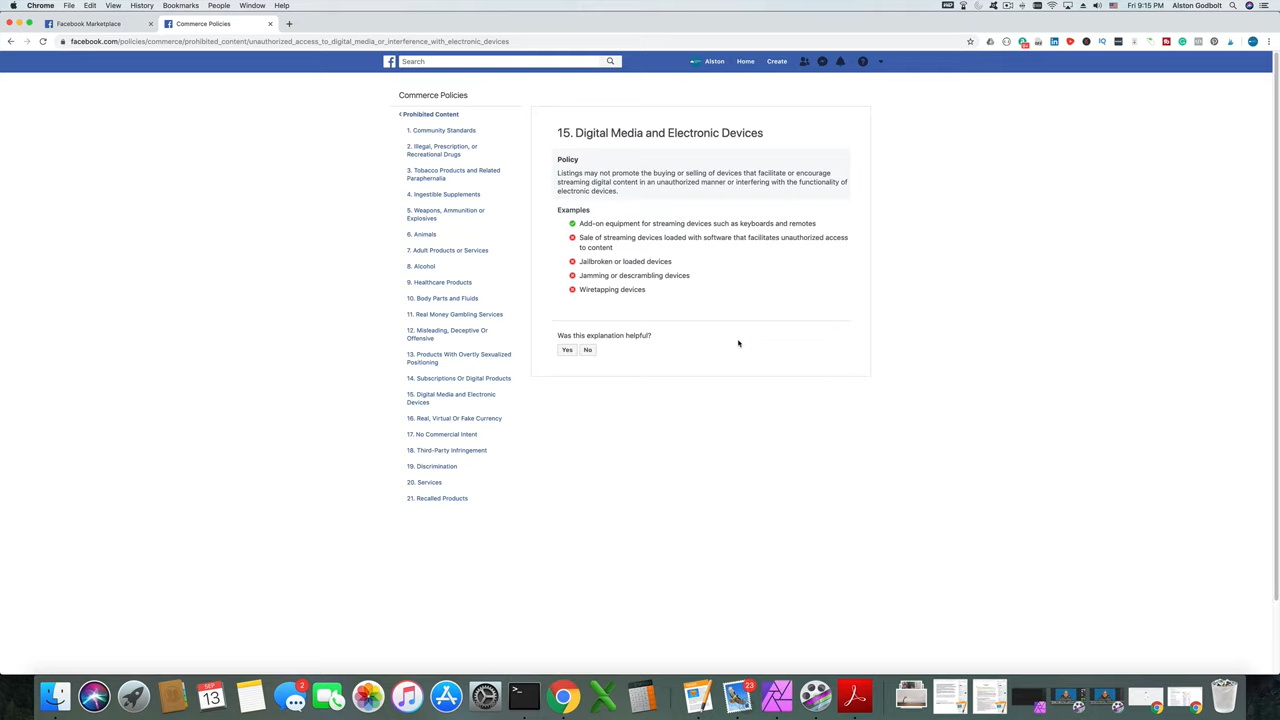 Chrome File Edit View History Bookmarks People Window Help
Fri 9:15 PM Alston Godbolt
Facebook Marketplace
Commerce Policies
facebook.com/policies/commerce/prohibited_content/unauthorized_access_to_digital_media_or_interference_with_electronic_devices
Search
Alston Home Create
Commerce Policies
Prohibited Content
1. Community Standards
2. Illegal, Prescription, or
Recreational Drugs
3. Tobacco Products and Related
Paraphernalia
4. Ingestible Supplements
5. Weapons, Ammunition or
Explosives
6. Animals
7. Adult Products or Services
8. Alcohol
9. Healthcare Products
10. Body Parts and Fluids
11. Real Money Gambling Services
12. Misleading, Deceptive Or
Offensive
13. Products With Overtly Sexualized
Positioning
14. Subscriptions Or Digital Products
15. Digital Media and Electronic
Devices
16. Real, Virtual Or Fake Currency
17. No Commercial Intent
18. Third-Party Infringement
19. Discrimination
20. Services
21. Recalled Products
15. Digital Media and Electronic Devices
Policy
Listings may not promote the buying or selling of devices that facilitate or encourage
streaming digital content in an unauthorized manner or interfering with the functionality of
electronic devices.
Examples
Add-on equipment for streaming devices such as keyboards and remotes
Sale of streaming devices loaded with software that facilitates unauthorized access
to content
Jailbroken or loaded devices
Jamming or descrambling devices
Wiretapping devices
Was this explanation helpful?
Yes No
SEP
13
2
23